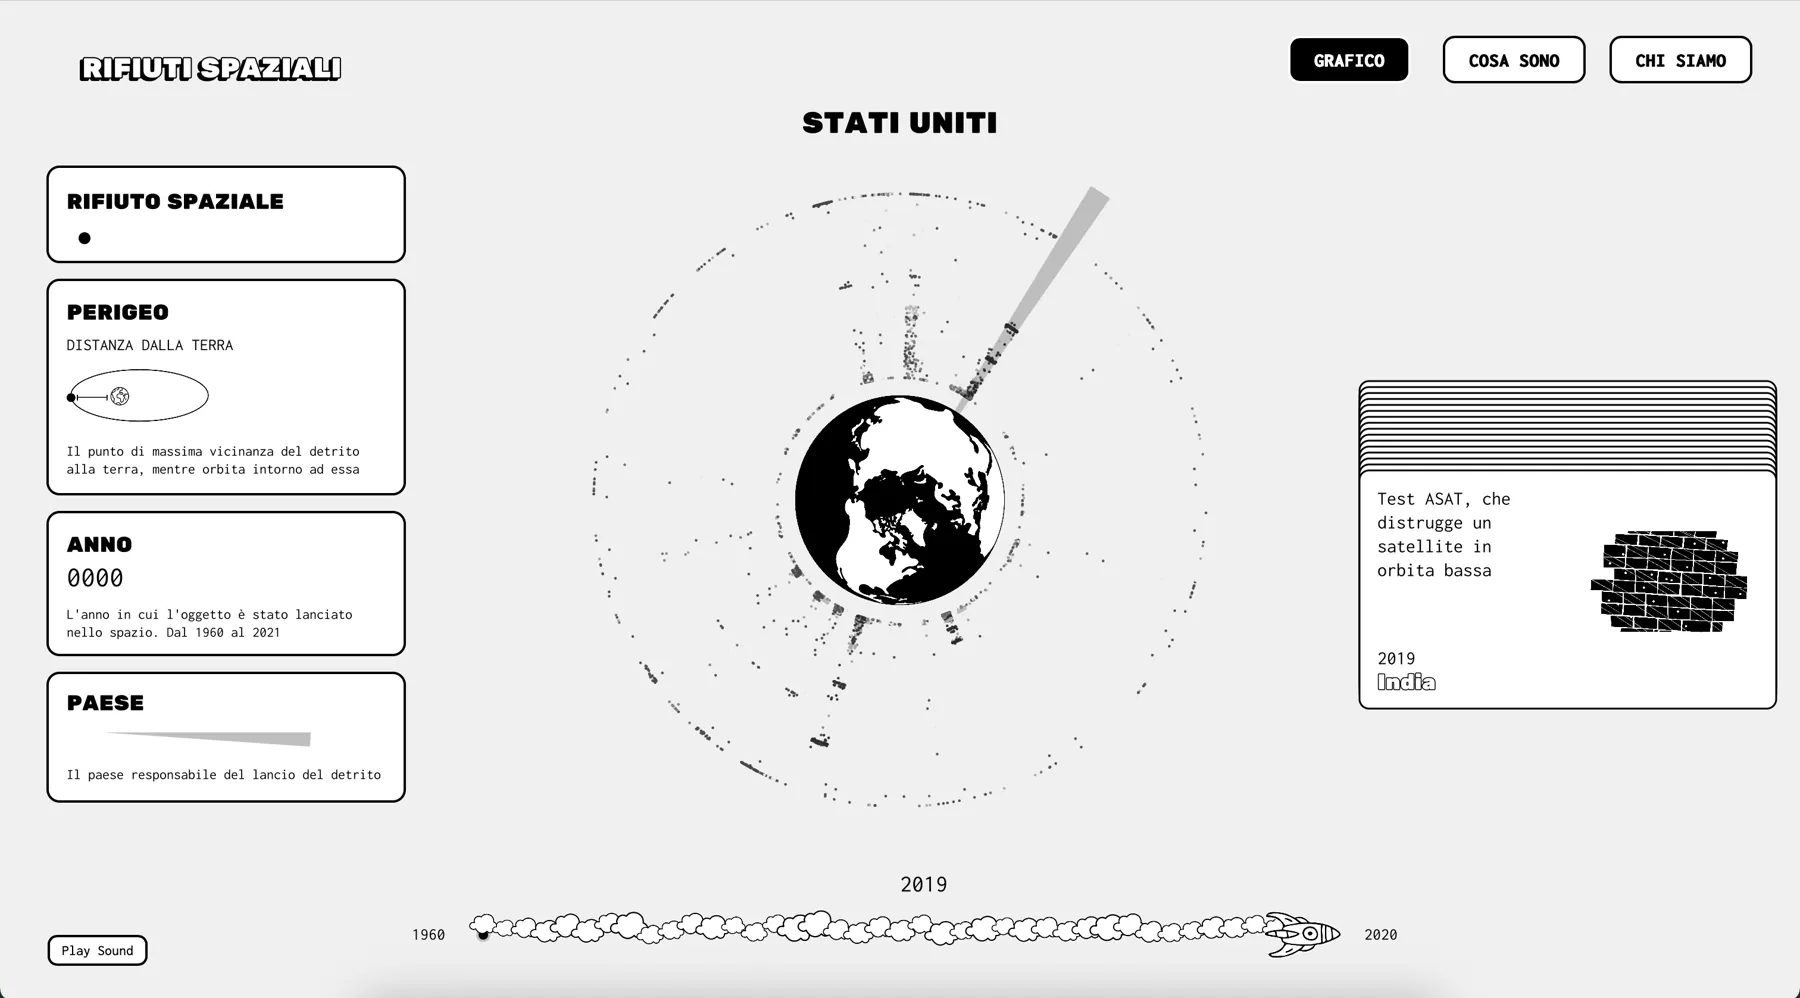 RIFIUTI SPAZIALI
GRAFICO
COSA SONO
CHI SIAMO
STATI UNITI
RIFIUTO SPAZIALE
PERIGEO
DISTANZA DALLA TERRA
Il punto di massima vicinanza del detrito
alla terra, mentre orbita intorno ad essa
ANNO
0000
L'anno in cui l'oggetto è stato lanciato
nello spazio. Dal 1960 al 2021
PAESE
Il paese responsabile del lancio del detrito
Test ASAT, che
distrugge un
satellite in
orbita bassa
2019
India
2019
1960
2020
Play Sound